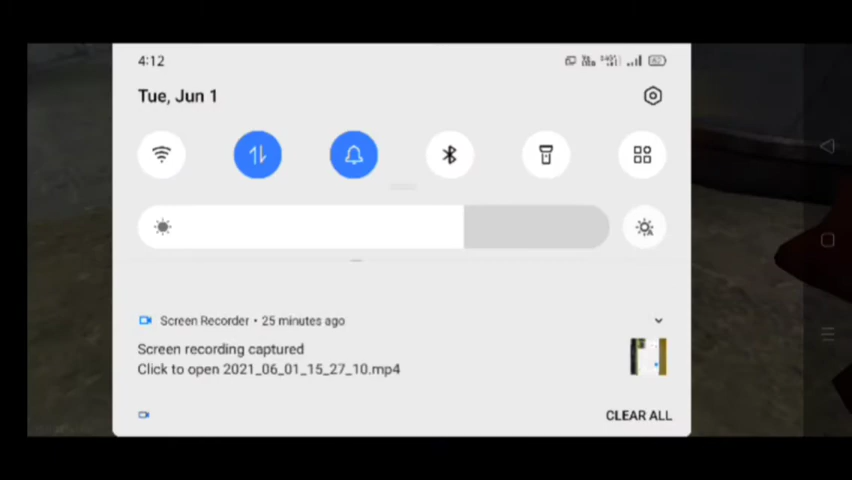 4:12
Tue, Jun 1
Screen Recorder • 25 minutes ago
Screen recording captured
Click to open 2021_06_01_15_27_10.mp4
CLEAR ALL